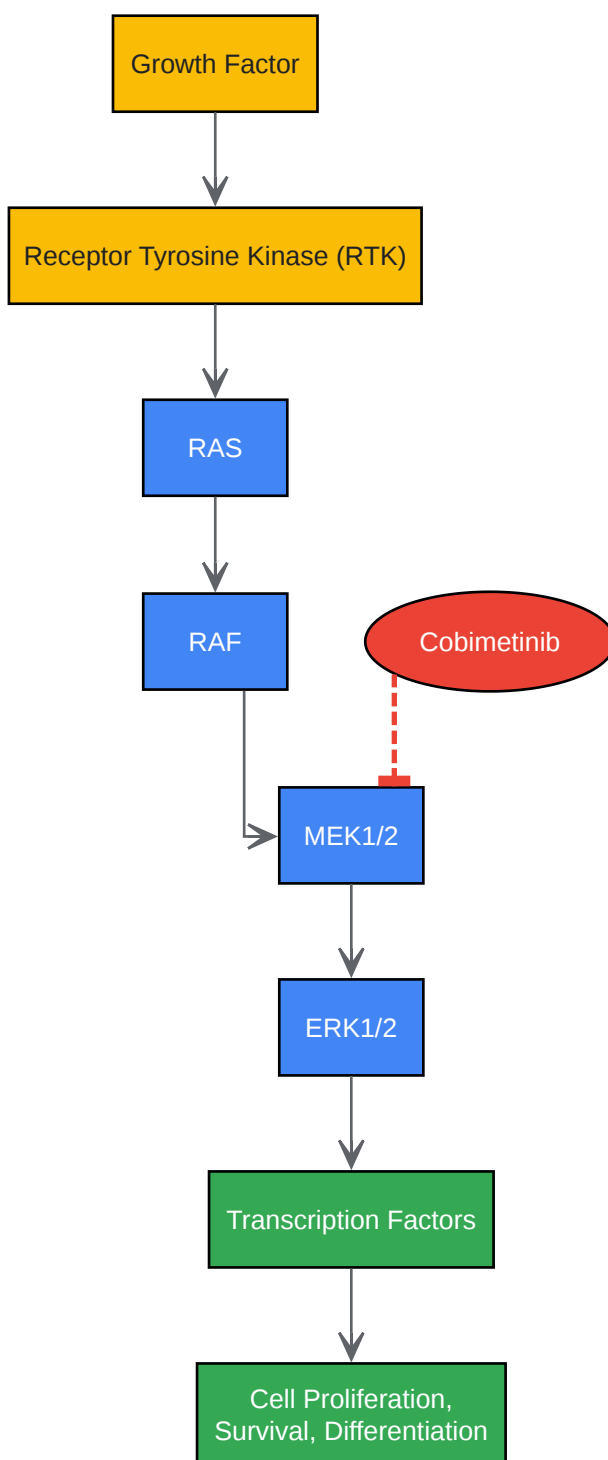 Growth Factor
Receptor Tyrosine Kinase (RTK)
RAS
RAF
Cobimetinib
MEK1/2
ERK1/2
Transcription Factors
Cell Proliferation,
Survival, Differentiation